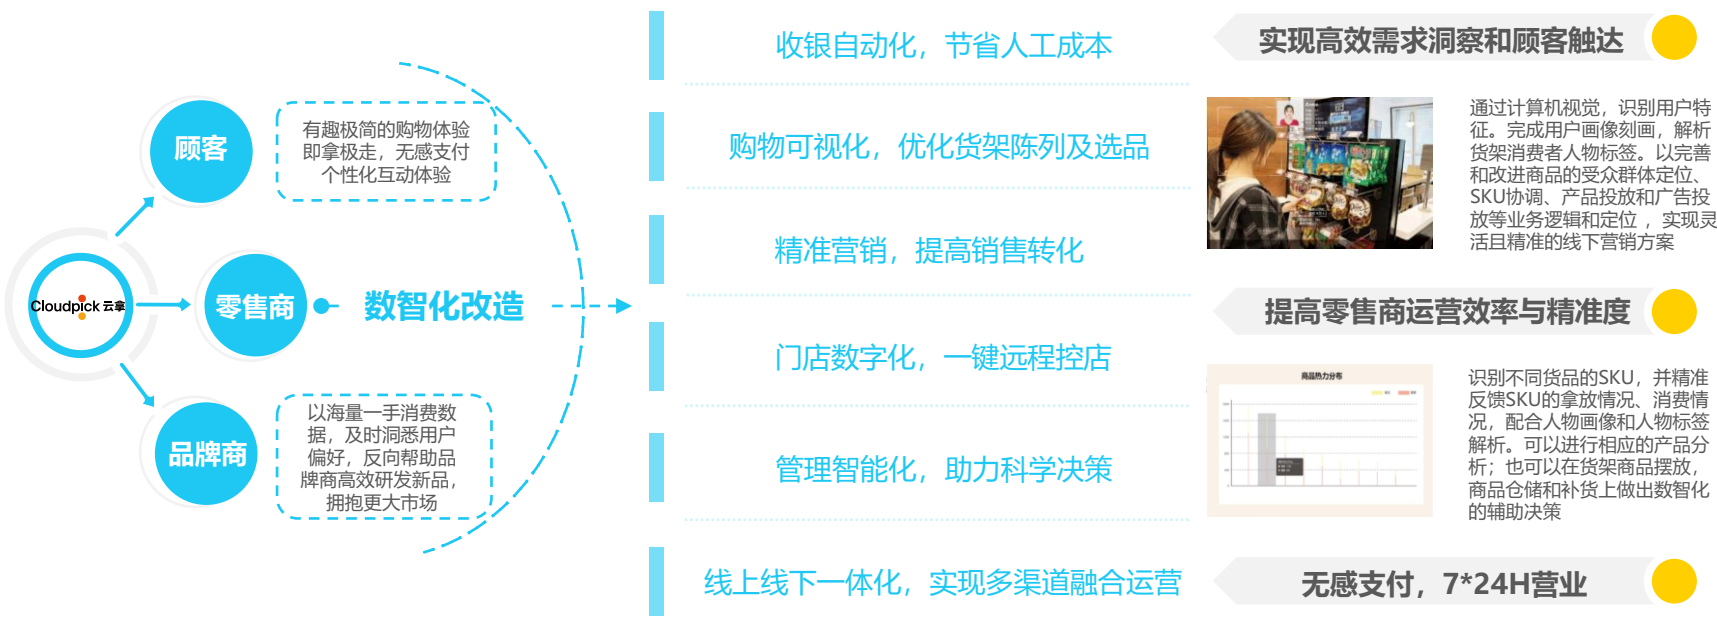 Cloudpick 云拿
顾客
有趣极简的购物体验
即拿极走，无感支付
个性化互动体验
零售商
数智化改造
品牌商
以海量一手消费数
据，及时洞悉用户
偏好，反向帮助品
牌商高效研发新品，
拥抱更大市场
收银自动化，节省人工成本
购物可视化，优化货架陈列及选品
精准营销，提高销售转化
门店数字化，一键远程控店
管理智能化，助力科学决策
线上线下一体化，实现多渠道融合运营
实现高效需求洞察和顾客触达
通过计算机视觉，识别用户特
征。完成用户画像刻画，解析
货架消费者人物标签。以完善
和改进商品的受众群体定位、
SKU协调、产品投放和广告投
放等业务逻辑和定位 ，实现灵
活且精准的线下营销方案
提高零售商运营效率与精准度
商品热力分布
识别不同货品的SKU，并精准
反馈SKU的拿放情况、消费情
况，配合人物画像和人物标签
解析。可以进行相应的产品分
析；也可以在货架商品摆放，
商品仓储和补货上做出数智化
的辅助决策
无感支付，7*24H营业